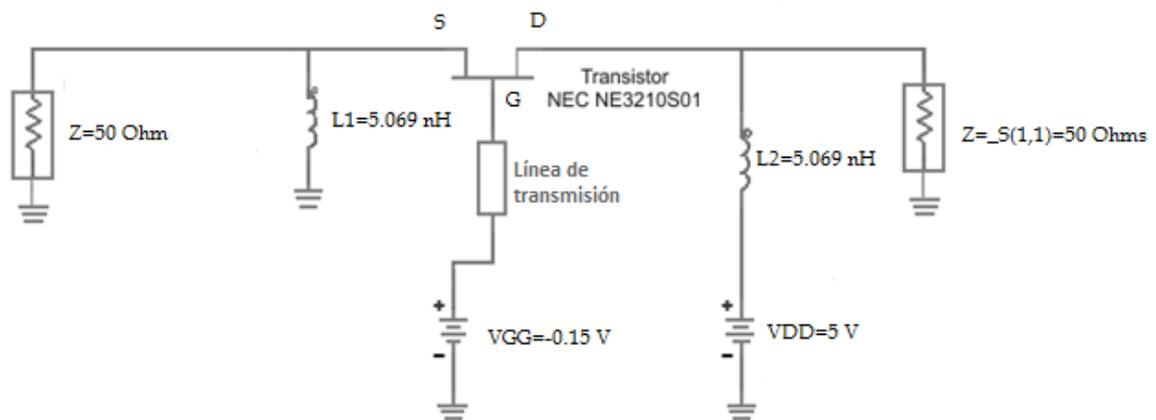 S
D
Transistor
NEC NE3210S01
G
Z=50 Ohm
L1=5.069 nH
L2=5.069 nH
Z=_S(1,1)=50 Ohms
Línea de
transmisión
+
-
VGG=-0.15 V
+
-
VDD=5 V